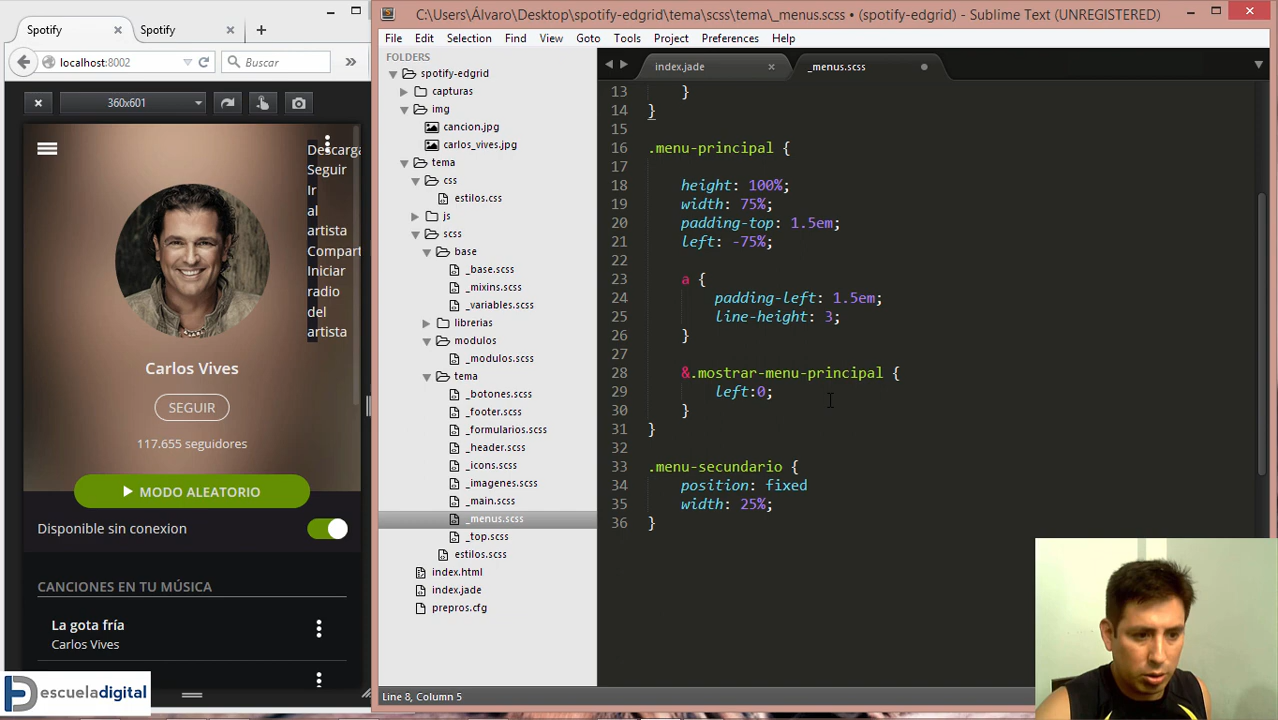 Spotify
Spotify
localhost:8002
Buscar
360x601
Descarga
Seguir
Ir
al
artista
Compart
Iniciar
radio
del
artista
Carlos Vives
SEGUIR
117.655 seguidores
MODO ALEATORIO
Disponible sin conexion
CANCIONES EN TU MÚSICA
La gota fría
Carlos Vives
escueladigital
C:\Users\Álvaro\Desktop\spotify-edgrid\tema\scss\tema\_menus.scss • (spotify-edgrid) - Sublime Text (UNREGISTERED)
File Edit Selection Find View Goto Tools Project Preferences Help
FOLDERS
spotify-edgrid
capturas
img
cancion.jpg
carlos_vives.jpg
tema
css
estilos.css
js
scss
base
_base.scss
_mixins.scss
_variables.scss
librerias
modulos
_modulos.scss
tema
_botones.scss
_footer.scss
_formularios.scss
_header.scss
_icons.scss
_imagenes.scss
_main.scss
_menus.scss
_top.scss
estilos.scss
index.html
index.jade
prepros.cfg
index.jade
_menus.scss
13 }
14 }
15
16 .menu-principal {
17
18 height: 100%;
19 width: 75%;
20 padding-top: 1.5em;
21 left: -75%;
22
23 a {
24 padding-left: 1.5em;
25 line-height: 3;
26 }
27
28 &.mostrar-menu-principal {
29 left:0;
30 }
31 }
32
33 .menu-secundario {
34 position: fixed
35 width: 25%;
36 }
Line 8, Column 5